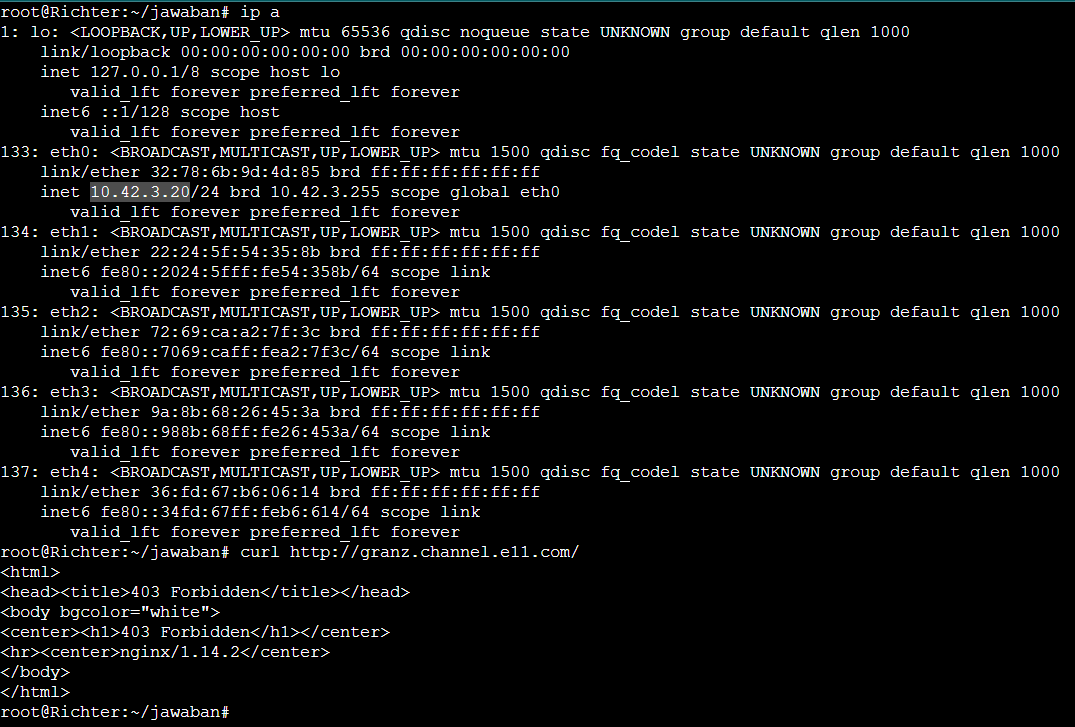 root@Richter:~/jawaban# ip a
1: lo: <LOOPBACK,UP,LOWER_UP> mtu 65536 qdisc noqueue state UNKNOWN group default qlen 1000
    link/loopback 00:00:00:00:00:00 brd 00:00:00:00:00:00
    inet 127.0.0.1/8 scope host lo
       valid_lft forever preferred_lft forever
    inet6 ::1/128 scope host
       valid_lft forever preferred_lft forever
133: eth0: <BROADCAST,MULTICAST,UP,LOWER_UP> mtu 1500 qdisc fq_codel state UNKNOWN group default qlen 1000
    link/ether 32:78:6b:9d:4d:85 brd ff:ff:ff:ff:ff:ff
    inet 10.42.3.20/24 brd 10.42.3.255 scope global eth0
       valid_lft forever preferred_lft forever
134: eth1: <BROADCAST,MULTICAST,UP,LOWER_UP> mtu 1500 qdisc fq_codel state UNKNOWN group default qlen 1000
    link/ether 22:24:5f:54:35:8b brd ff:ff:ff:ff:ff:ff
    inet6 fe80::2024:5fff:fe54:358b/64 scope link
       valid_lft forever preferred_lft forever
135: eth2: <BROADCAST,MULTICAST,UP,LOWER_UP> mtu 1500 qdisc fq_codel state UNKNOWN group default qlen 1000
    link/ether 72:69:ca:a2:7f:3c brd ff:ff:ff:ff:ff:ff
    inet6 fe80::7069:caff:fea2:7f3c/64 scope link
       valid_lft forever preferred_lft forever
136: eth3: <BROADCAST,MULTICAST,UP,LOWER_UP> mtu 1500 qdisc fq_codel state UNKNOWN group default qlen 1000
    link/ether 9a:8b:68:26:45:3a brd ff:ff:ff:ff:ff:ff
    inet6 fe80::988b:68ff:fe26:453a/64 scope link
       valid_lft forever preferred_lft forever
137: eth4: <BROADCAST,MULTICAST,UP,LOWER_UP> mtu 1500 qdisc fq_codel state UNKNOWN group default qlen 1000
    link/ether 36:fd:67:b6:06:14 brd ff:ff:ff:ff:ff:ff
    inet6 fe80::34fd:67ff:feb6:614/64 scope link
       valid_lft forever preferred_lft forever
root@Richter:~/jawaban# curl http://granz.channel.e11.com/
<html>
<head><title>403 Forbidden</title></head>
<body bgcolor="white">
<center><h1>403 Forbidden</h1></center>
<hr><center>nginx/1.14.2</center>
</body>
</html>
root@Richter:~/jawaban#